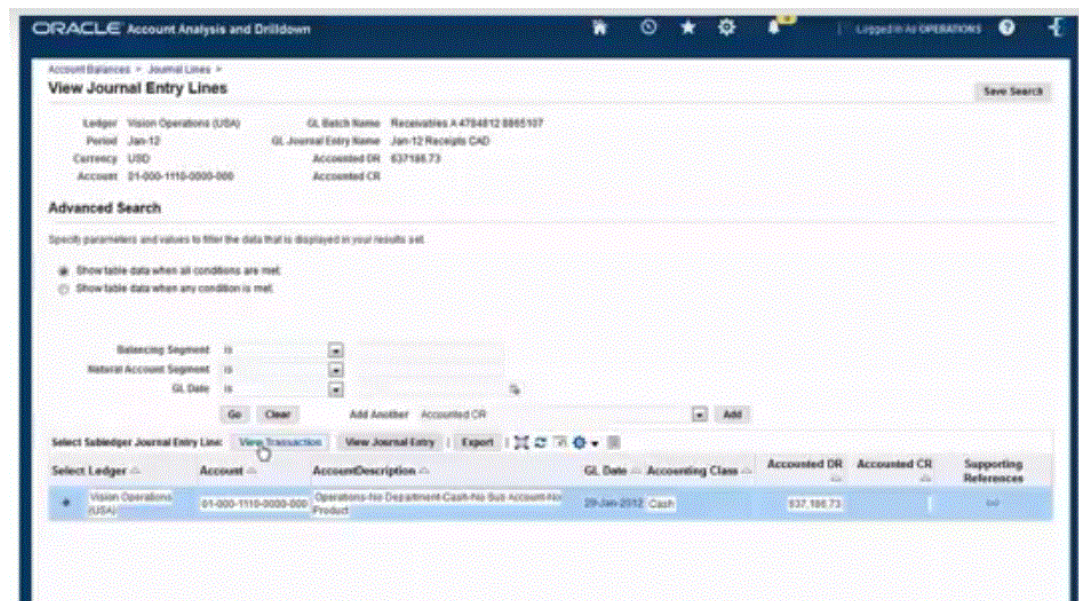 ORACLE Account Analysis and Drilldown
Logged In As OPERATIONS
Account Balances > Journal Lines >
View Journal Entry Lines
Save Search
Ledger Vision Operations (USA) GL Batch Name Receivables A 4784812 8865107
Period Jan-12 GL Journal Entry Name Jan-12 Receipts CAD
Currency USD Accounted DR 637186.73
Account 01-000-1110-0000-000 Accounted CR
Advanced Search
Specify parameters and values to filter the data that is displayed in your results set.
Show table data when all conditions are met.
Show table data when any condition is met.
Balancing Segment is
Natural Account Segment is
GL Date is
Go Clear Add Another Accounted CR Add
Select Subledger Journal Entry Line: View Transaction View Journal Entry | Export |
Select Ledger Account AccountDescription GL Date Accounting Class Accounted DR Accounted CR Supporting References
Vision Operations (USA) 01-000-1110-0000-000 Operations-No Department-Cash-No Sub Account-No Product 29-Jan-2012 Cash 637,186.73